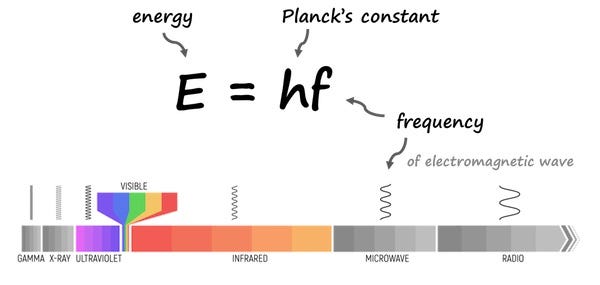 energy
Planck's constant
E = hf
frequency
of electromagnetic wave
VISIBLE
GAMMA X-RAY ULTRAVIOLET INFRARED MICROWAVE RADIO